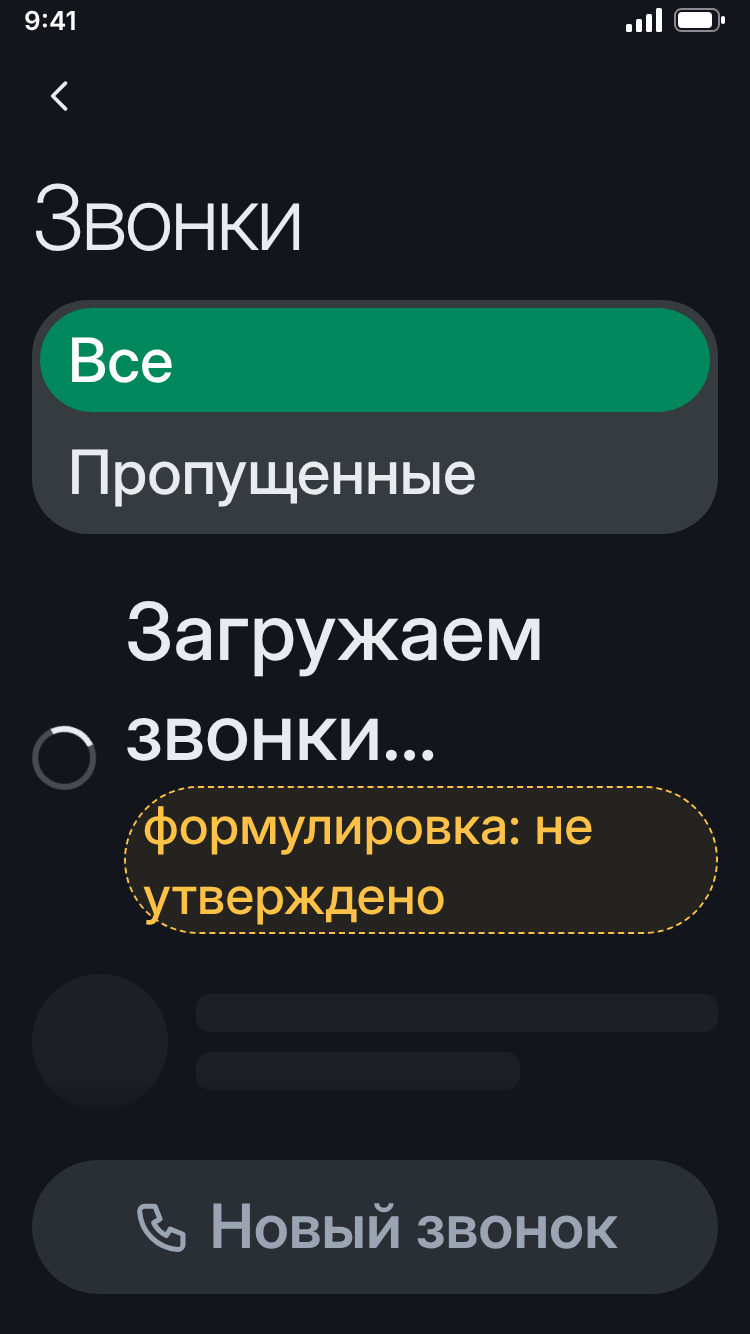 9:41
Звонки
Все
Пропущенные
Загружаем
звонки...
формулировка: не
утверждено
Новый звонок